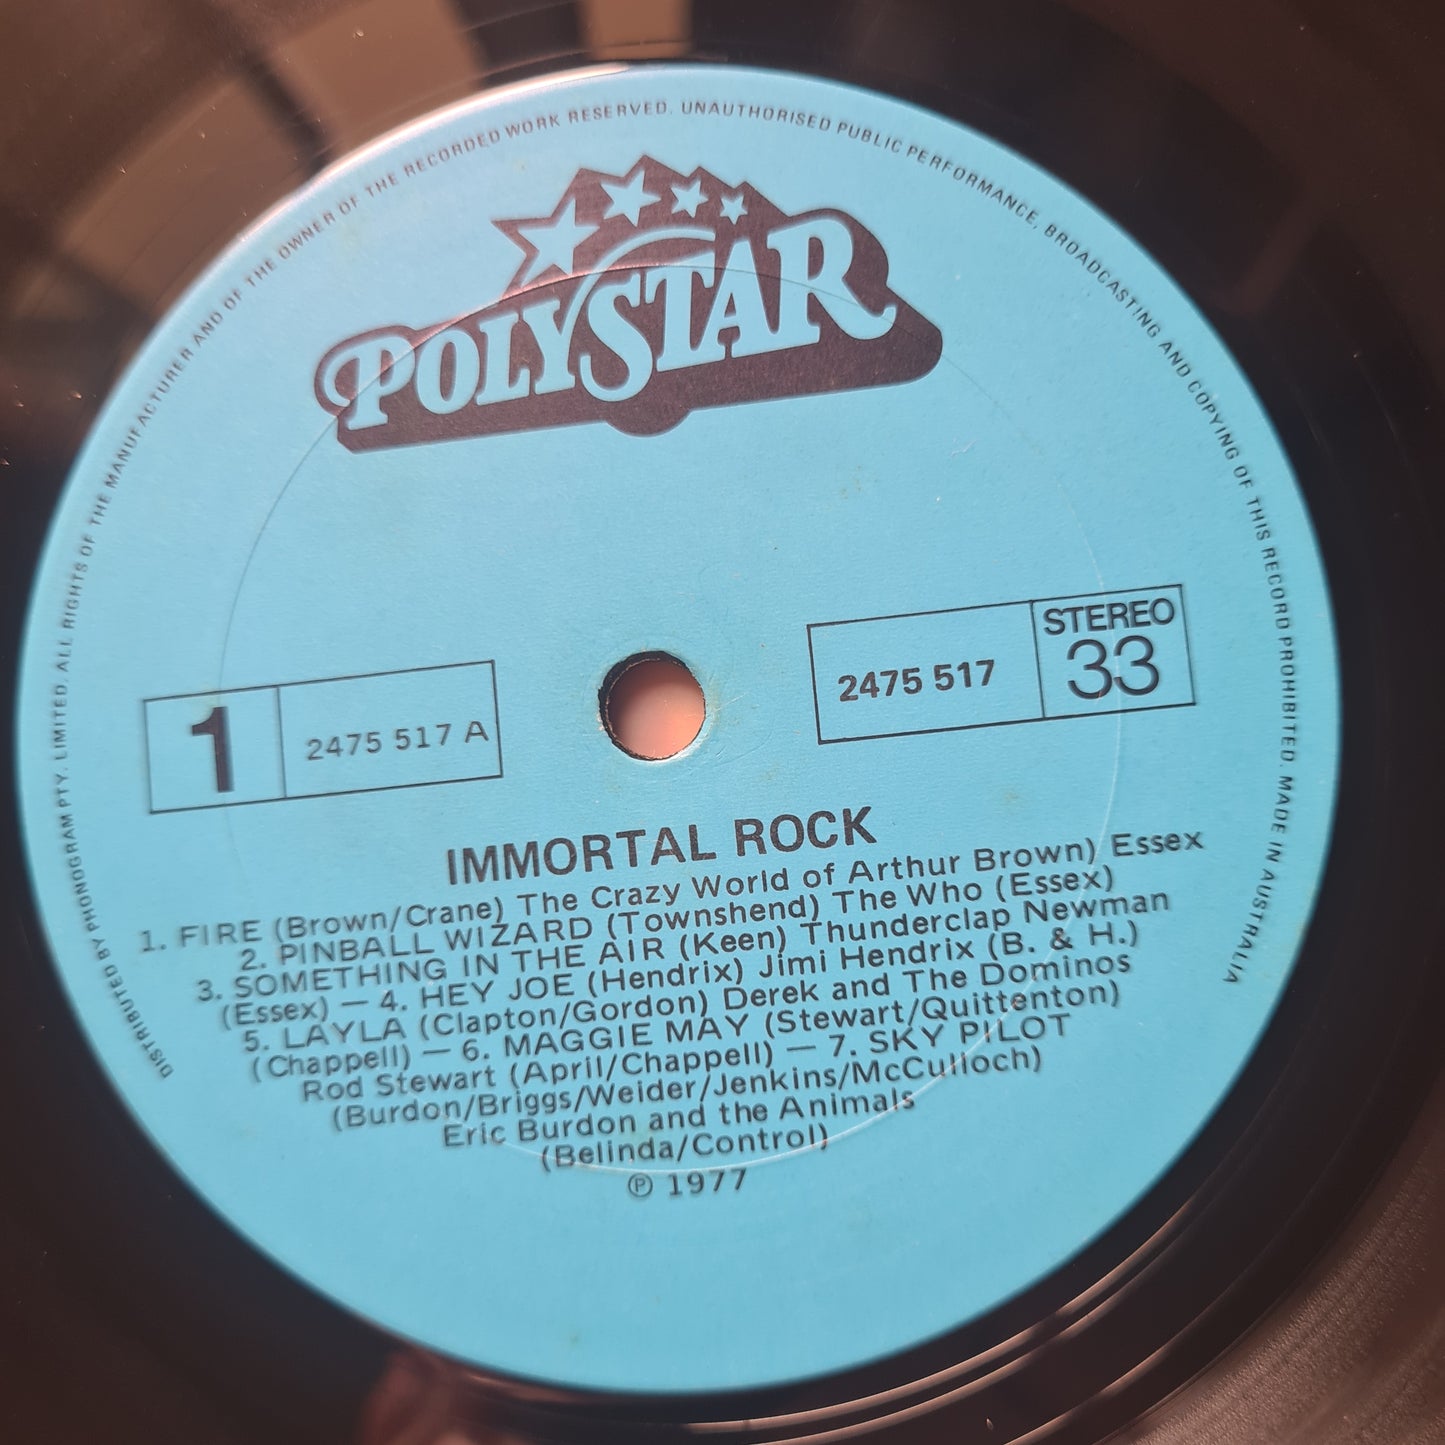 DISTRIBUTED BY PHONOGRAM PTY. LIMITED. ALL RIGHTS OF THE MANUFACTURER AND OF THE OWNER OF THE RECORDED WORK RESERVED. UNAUTHORISED PUBLIC PERFORMANCE, BROADCASTING AND COPYING OF THIS RECORD PROHIBITED. MADE IN AUSTRALIA
POLYSTAR
STEREO
33
2475 517
1
2475 517 A
IMMORTAL ROCK
1. FIRE (Brown/Crane) The Crazy World of Arthur Brown) Essex
2. PINBALL WIZARD (Townshend) The Who (Essex)
3. SOMETHING IN THE AIR (Keen) Thunderclap Newman
(Essex) — 4. HEY JOE (Hendrix) Jimi Hendrix (B. & H.)
5. LAYLA (Clapton/Gordon) Derek and The Dominos
(Chappell) — 6. MAGGIE MAY (Stewart/Quittenton)
Rod Stewart (April/Chappell) — 7. SKY PILOT
(Burdon/Briggs/Weider/Jenkins/McCulloch)
Eric Burdon and the Animals
(Belinda/Control)
℗ 1977